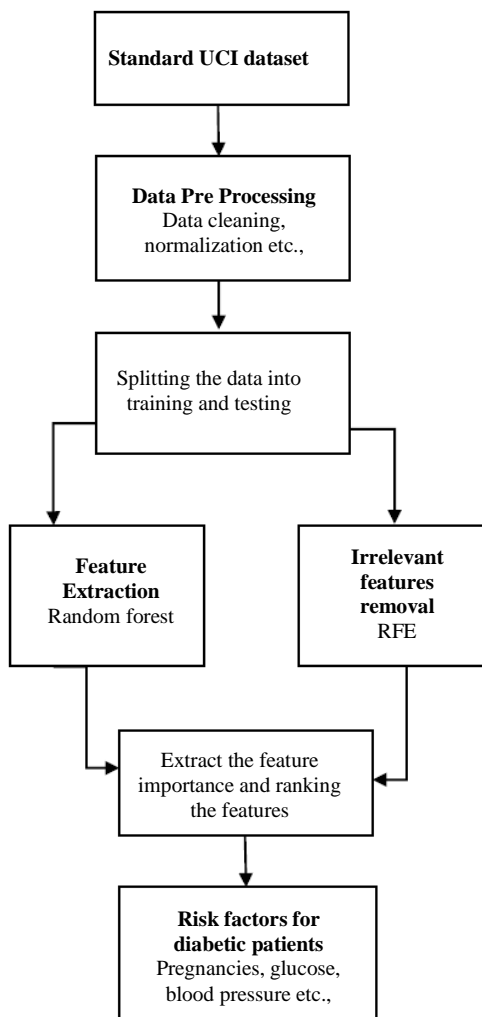 Standard UCI dataset
Data Pre Processing
Data cleaning,
normalization etc.,
Splitting the data into
training and testing
Feature
Extraction
Random forest
Irrelevant
features
removal
RFE
Extract the feature
importance and ranking
the features
Risk factors for
diabetic patients
Pregnancies, glucose,
blood pressure etc.,